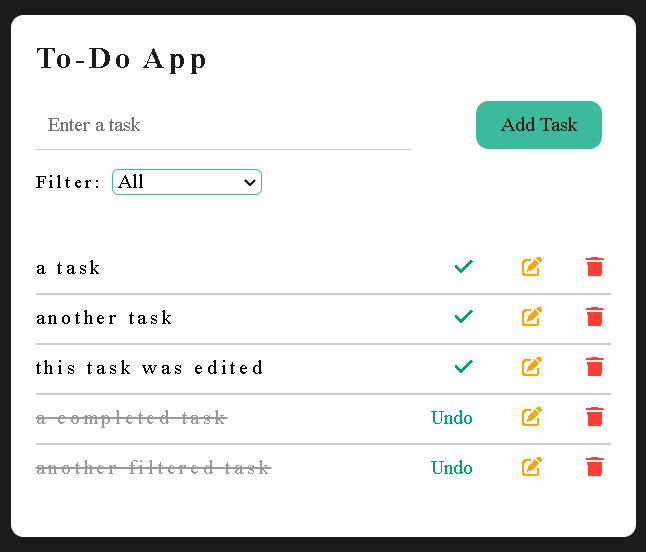 To-Do App
Enter a task Add Task
Filter: All
a task
another task
this task was edited
a completed task Undo
another filtered task Undo